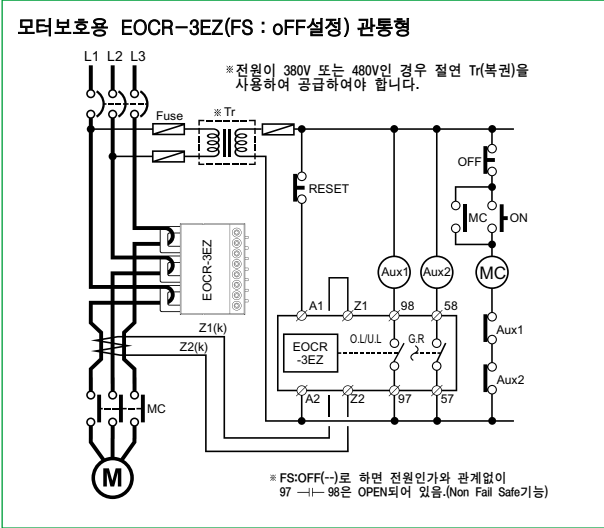 모터보호용 EOCR-3EZ(FS : oFF설정) 관통형
L1 L2 L3
※전원이 380V 또는 480V인 경우 절연 Tr(복권)을
사용하여 공급하여야 합니다.
Fuse
※Tr
OFF
RESET
MC
ON
EOCR-3EZ
Aux1
Aux2
MC
A1
Z1
98
58
Z1(k)
O.L/U.L
G.R
Aux1
EOCR
-3EZ
Z2(k)
Aux2
A2
Z2
97
57
MC
M
※ FS:OFF(--)로 하면 전원인가와 관계없이
97 ⊣⊢ 98은 OPEN되어 있음.(Non Fail Safe기능)